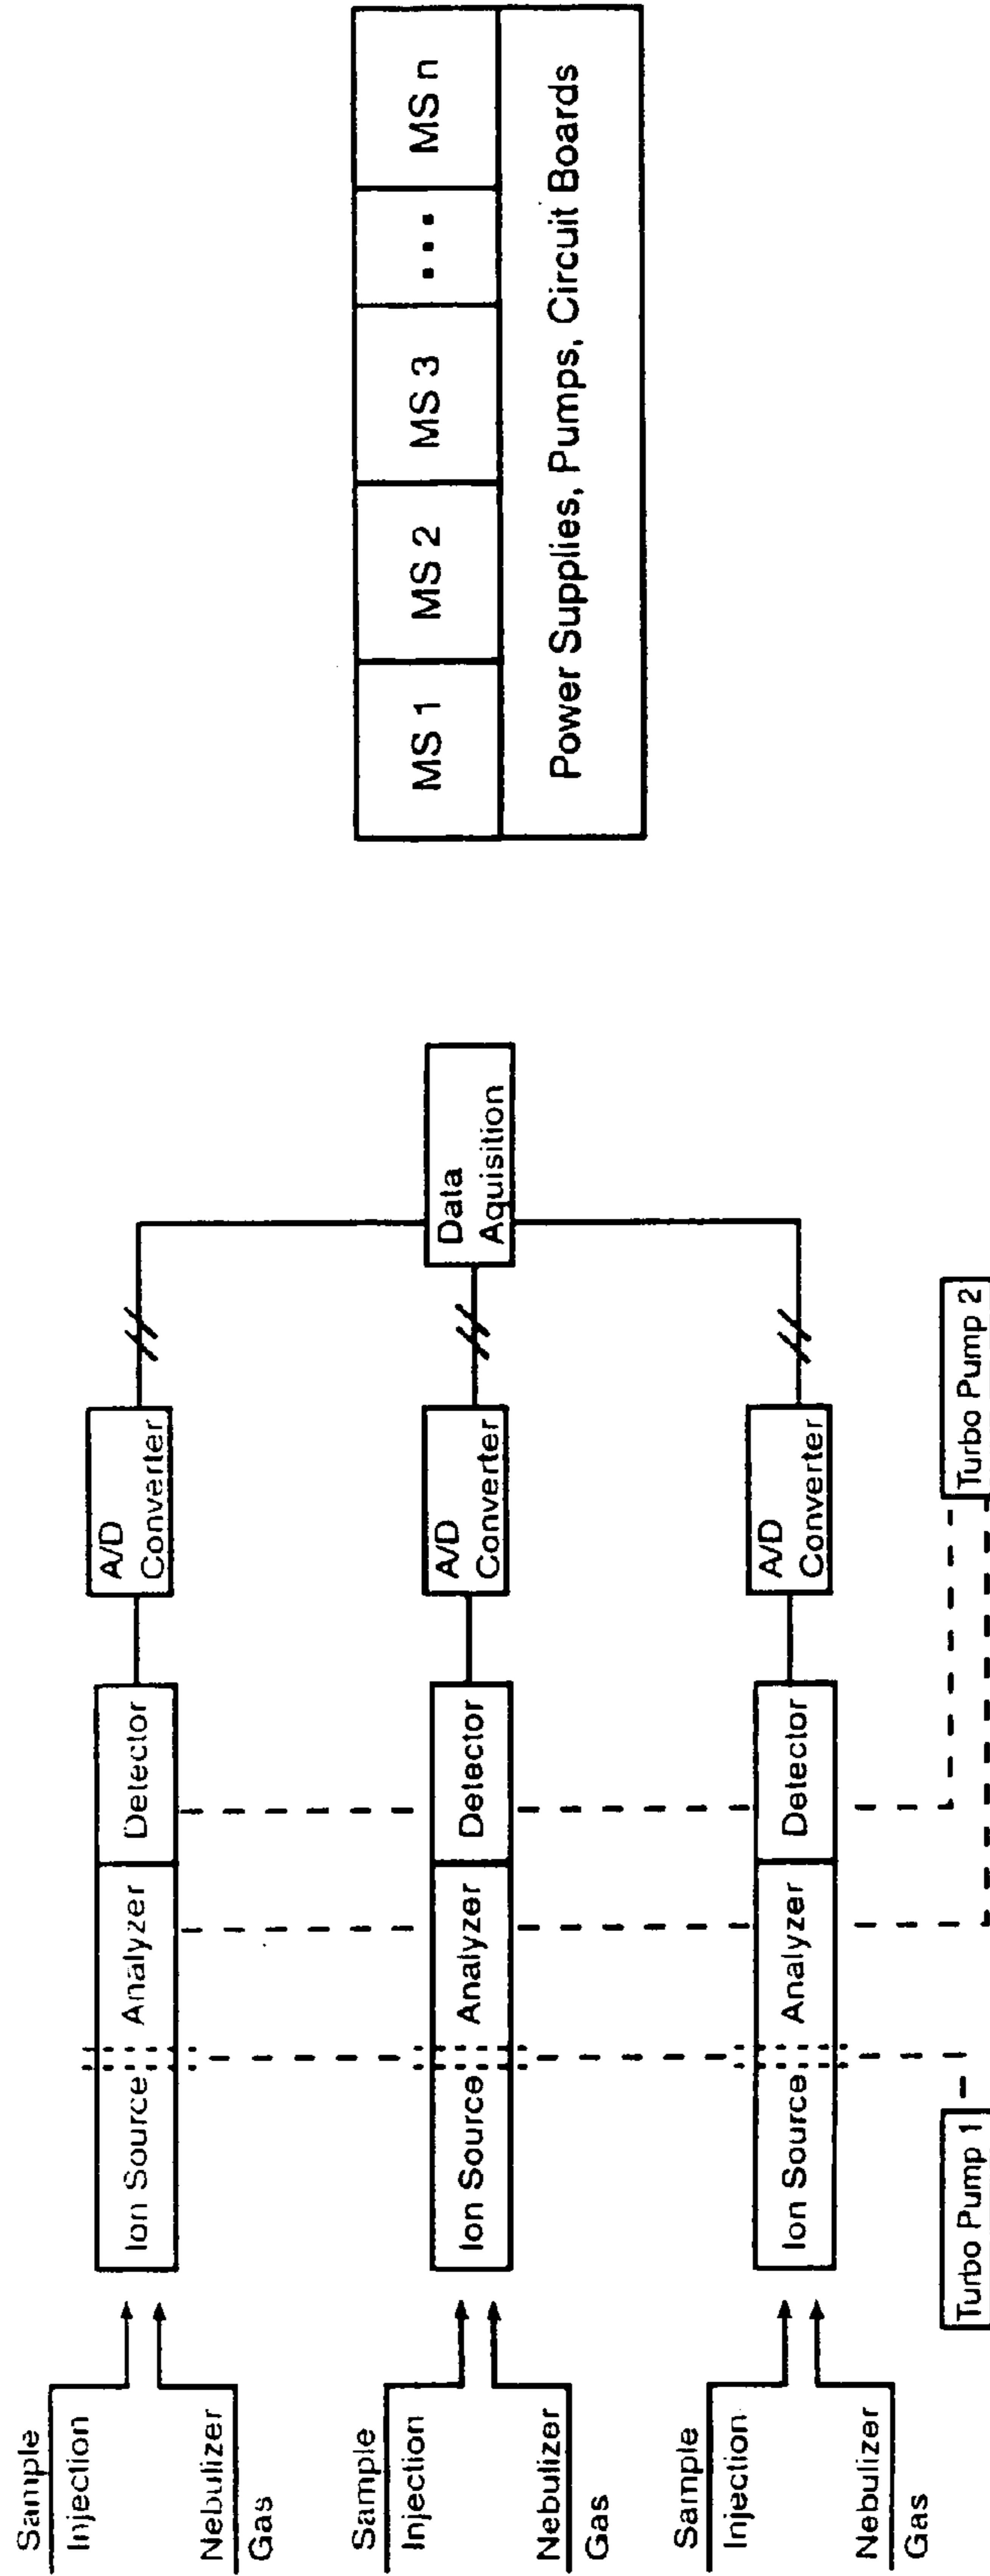 Sample
Injection
Nebulizer
Gas
Ion Source
Analyzer
Detector
A/D
Converter
Sample
Injection
Nebulizer
Gas
Ion Source
Analyzer
Detector
A/D
Converter
Data
Aquisition
Sample
Injection
Nebulizer
Gas
Ion Source
Analyzer
Detector
A/D
Converter
Turbo Pump 1
Turbo Pump 2
MS 1
MS 2
MS 3
...
MS n
Power Supplies, Pumps, Circuit Boards